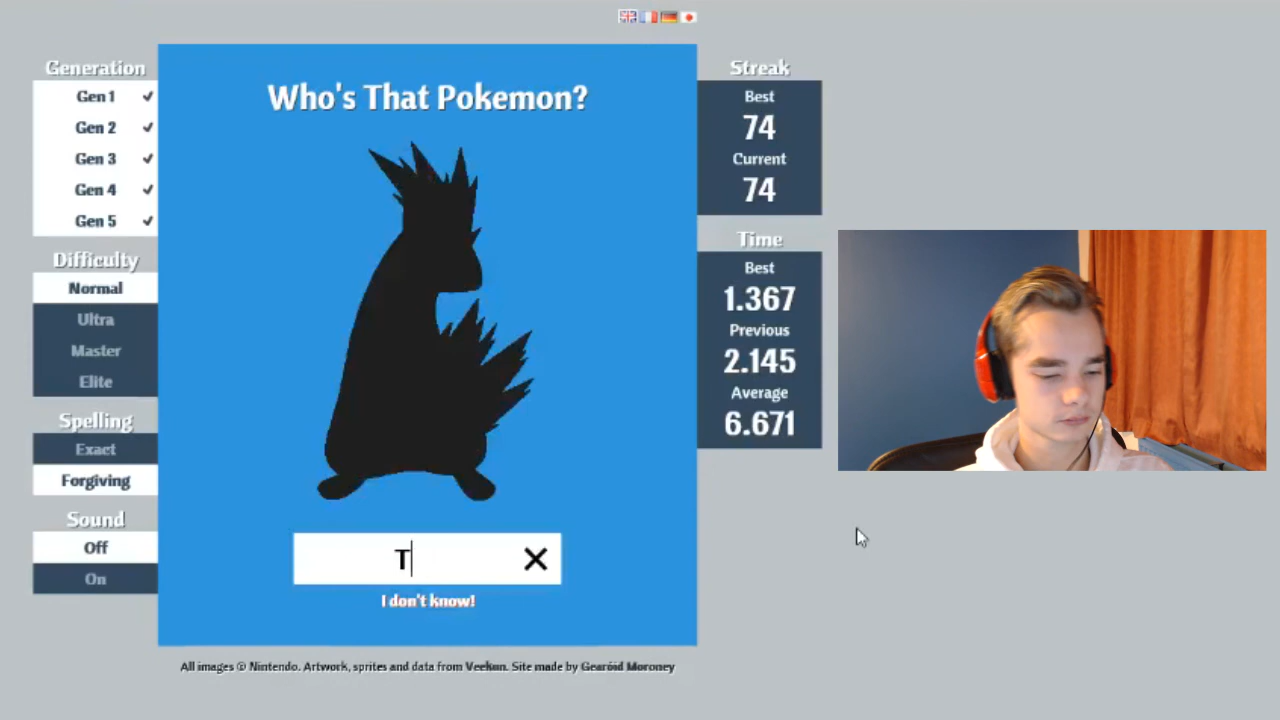 Generation
Gen 1
Gen 2
Gen 3
Gen 4
Gen 5
Difficulty
Normal
Ultra
Master
Elite
Spelling
Exact
Forgiving
Sound
Off
On
Who's That Pokemon?
T
I don't know!
Streak
Best
74
Current
74
Time
Best
1.367
Previous
2.145
Average
6.671
All images © Nintendo. Artwork, sprites and data from Veekun. Site made by Gearóid Moroney